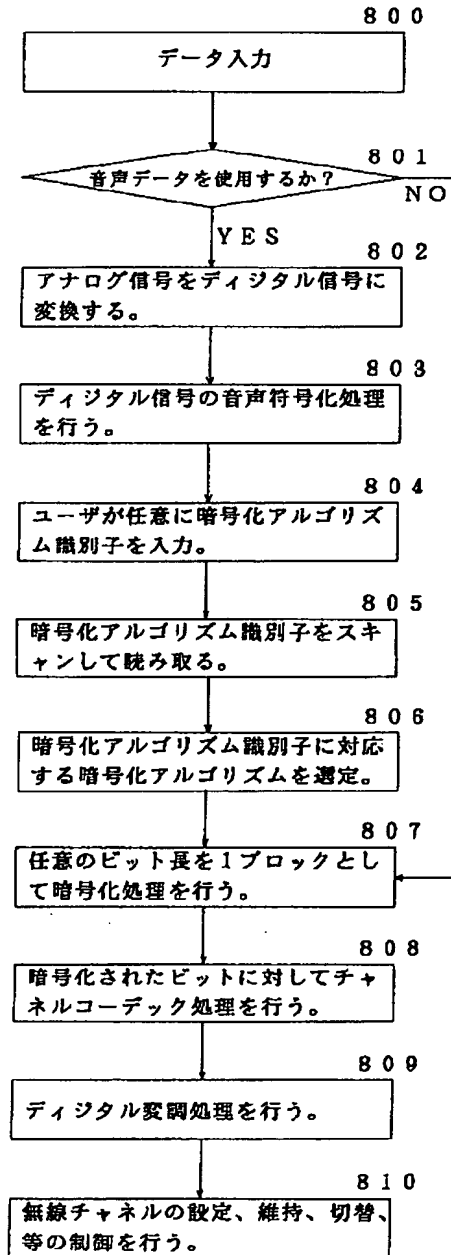 800
データ入力
801
音声データを使用するか?
NO
YES
802
アナログ信号をディジタル信号に
変換する。
803
ディジタル信号の音声符号化処理
を行う。
804
ユーザが任意に暗号化アルゴリズ
ム識別子を入力。
805
暗号化アルゴリズム識別子をスキ
ャンして読み取る。
806
暗号化アルゴリズム識別子に対応
する暗号化アルゴリズムを選定。
807
任意のビット長を1ブロックとし
て暗号化処理を行う。
808
暗号化されたビットに対してチャ
ネルコーデック処理を行う。
809
ディジタル変調処理を行う。
810
無線チャネルの設定、維持、切替、
等の制御を行う。